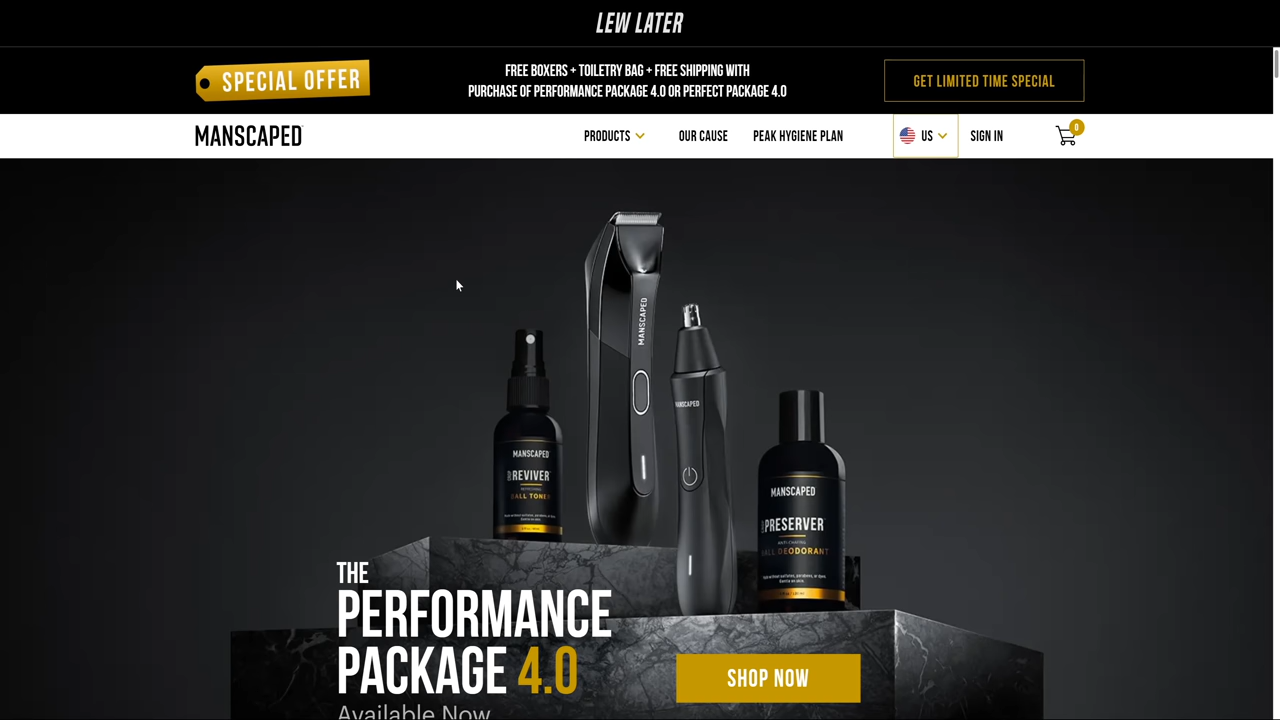 LEW LATER
SPECIAL OFFER
FREE BOXERS + TOILETRY BAG + FREE SHIPPING WITH
PURCHASE OF PERFORMANCE PACKAGE 4.0 OR PERFECT PACKAGE 4.0
GET LIMITED TIME SPECIAL
MANSCAPED
PRODUCTS
OUR CAUSE
PEAK HYGIENE PLAN
US
SIGN IN
0
MANSCAPED
MANSCAPED
MANSCAPED
REVIVER
BALL TONER
MANSCAPED
PRESERVER
BALL DEODORANT
THE
PERFORMANCE
PACKAGE 4.0
Available Now
SHOP NOW